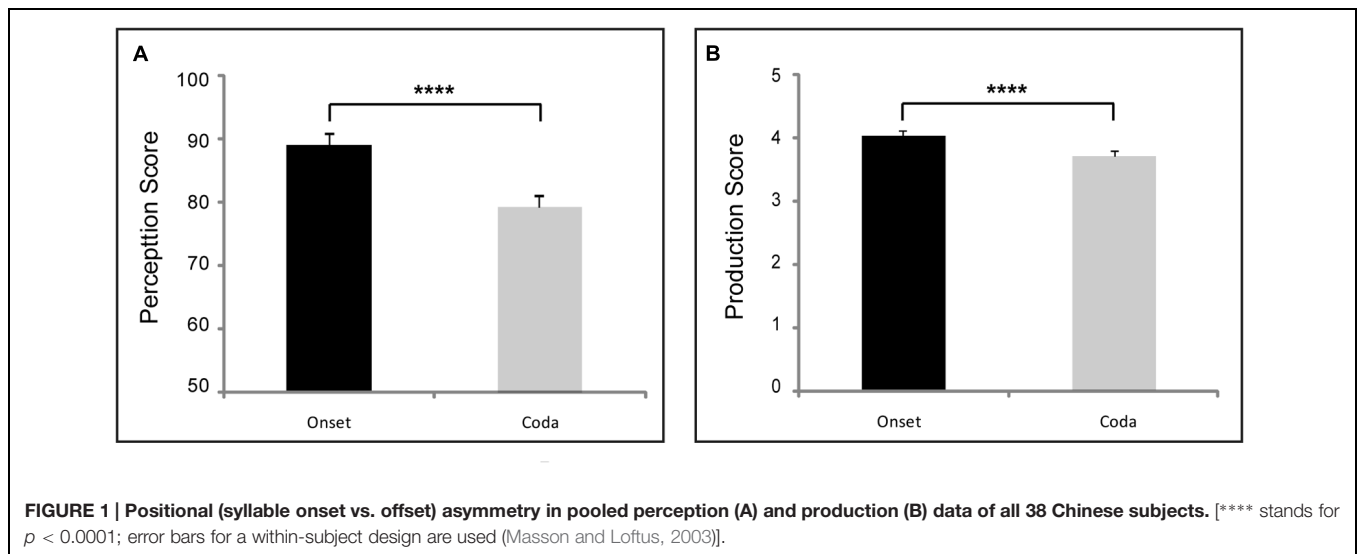 A
100
90
80
70
60
50
Perception Score
****
Onset
Coda
B
5
4
3
2
1
0
Production Score
****
Onset
Coda
FIGURE 1 | Positional (syllable onset vs. offset) asymmetry in pooled perception (A) and production (B) data of all 38 Chinese subjects. [**** stands for
p < 0.0001; error bars for a within-subject design are used (Masson and Loftus, 2003)].